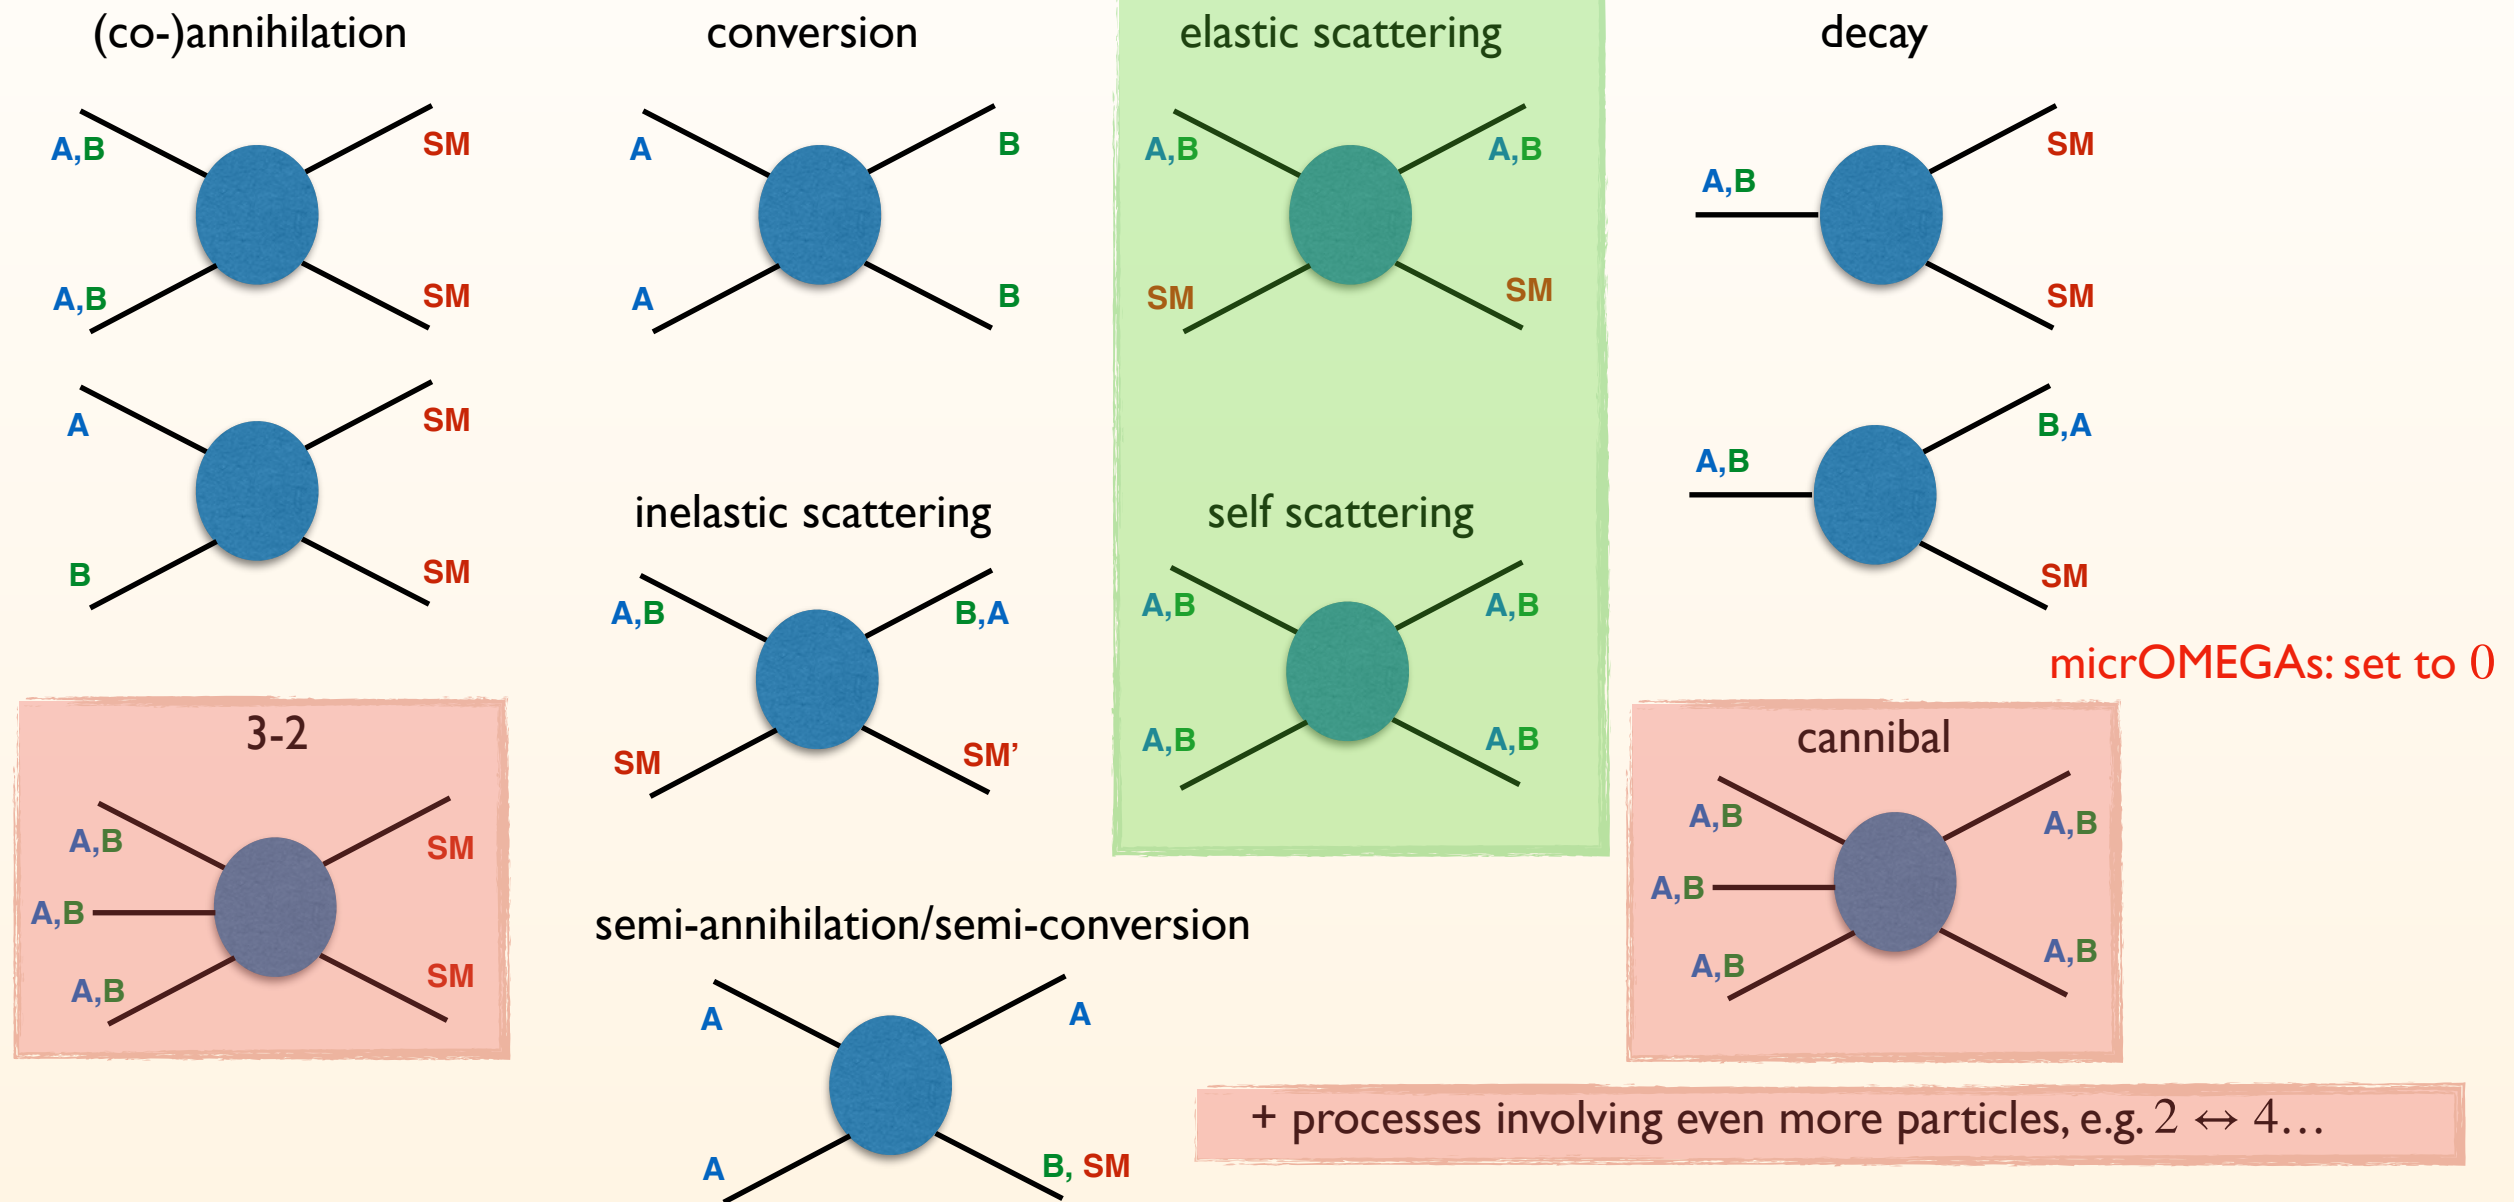 (co-)annihilation
A,B
SM
A,B
SM
A
SM
B
SM
conversion
A
B
A
B
elastic scattering
A,B
A,B
SM
SM
decay
A,B
SM
SM
A,B
B,A
SM
inelastic scattering
A,B
B,A
SM
SM’
self scattering
A,B
A,B
A,B
A,B
micrOMEGAs: set to 0
3-2
A,B
SM
A,B
A,B
SM
cannibal
A,B
A,B
A,B
A,B
A,B
semi-annihilation/semi-conversion
A
A
A
B, SM
+ processes involving even more particles, e.g. 2 ↔ 4…